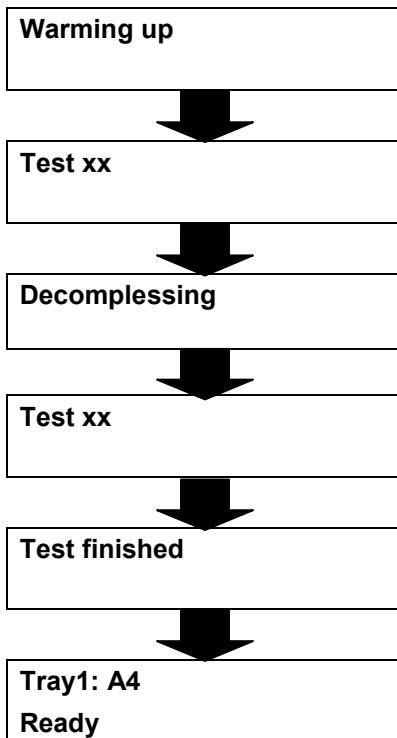 Warming up
Test xx
Decomplessing
Test xx
Test finished
Tray1: A4
Ready